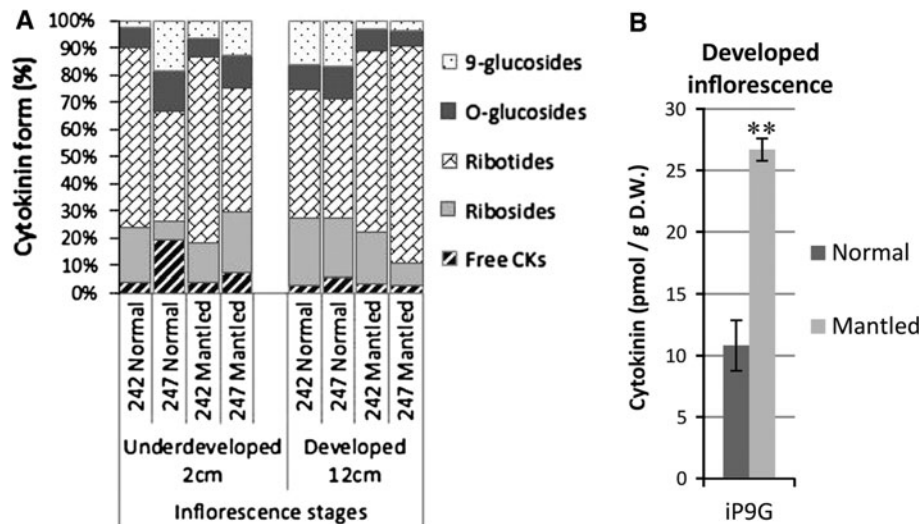 A
Cytokinin form (%)
100%
90%
80%
70%
60%
50%
40%
30%
20%
10%
0%
242 Normal
247 Normal
242 Mantled
247 Mantled
242 Normal
247 Normal
242 Mantled
247 Mantled
Underdeveloped
2cm
Developed
12cm
Inflorescence stages
9-glucosides
O-glucosides
Ribotides
Ribosides
Free CKs
B
Developed
inflorescence
Cytokinin (pmol / g D.W.)
30
25
20
15
10
5
0
**
iP9G
Normal
Mantled